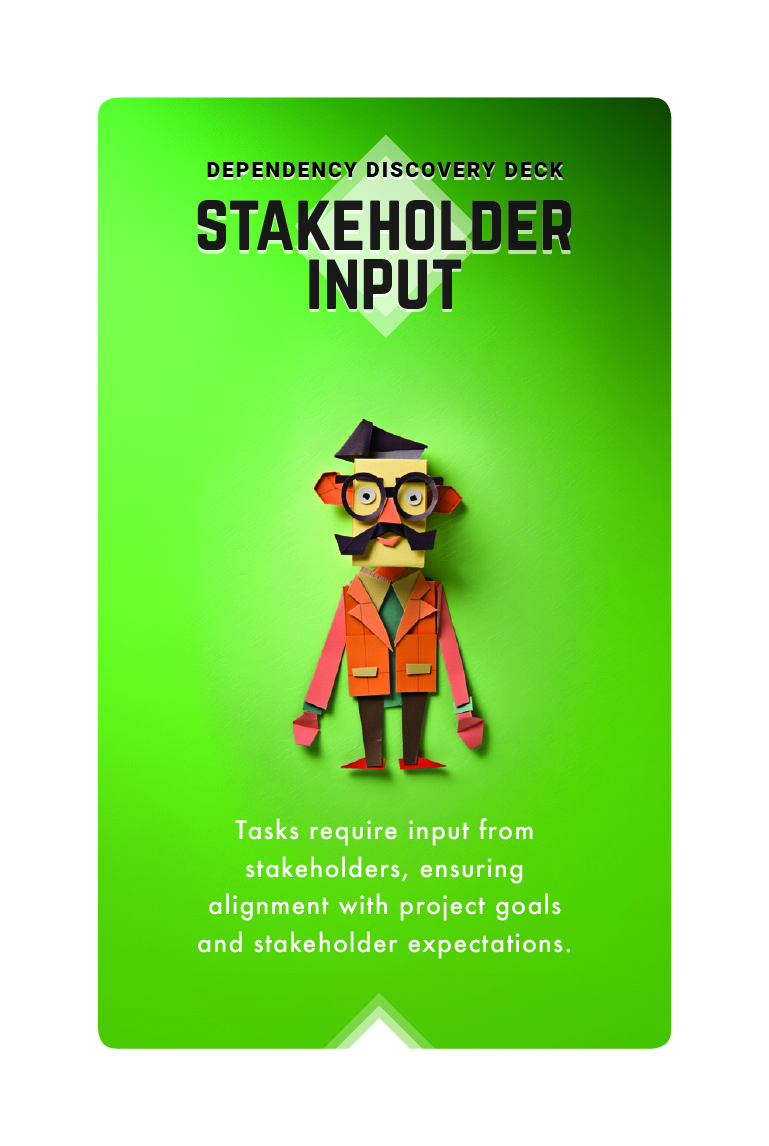 DEPENDENCY DISCOVERY DECK
STAKEHOLDER
INPUT
Tasks require input from
stakeholders, ensuring
alignment with project goals
and stakeholder expectations.